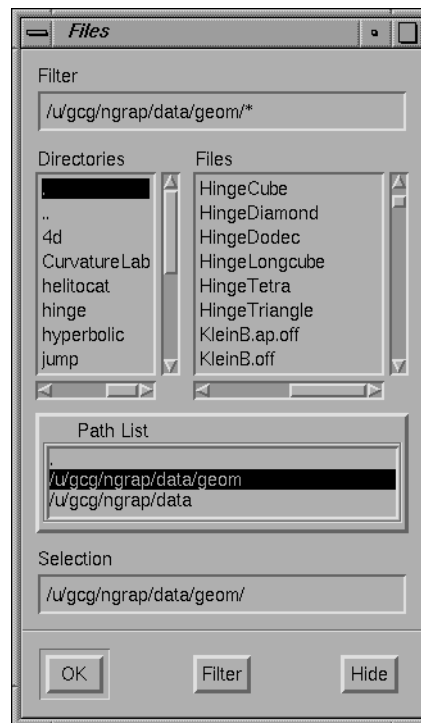 Files
Filter
/u/gcg/ngrap/data/geom/*
Directories
.
..
4d
CurvatureLab
helitocat
hinge
hyperbolic
jump
Files
HingeCube
HingeDiamond
HingeDodec
HingeLongcube
HingeTetra
HingeTriangle
KleinB.ap.off
KleinB.off
Path List
.
/u/gcg/ngrap/data/geom
/u/gcg/ngrap/data
Selection
/u/gcg/ngrap/data/geom/
OK Filter Hide